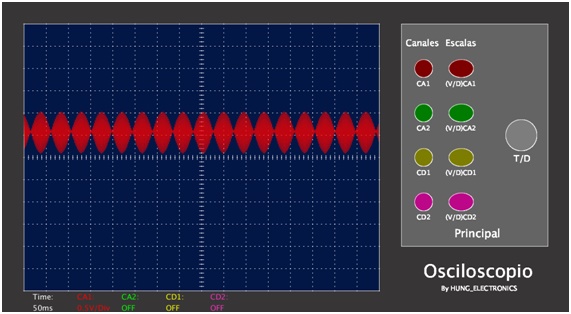 Canales Escalas
CA1 (V/D)CA1
CA2 (V/D)CA2
T/D
CD1 (V/D)CD1
CD2 (V/D)CD2
Principal
Osciloscopio
By HUNG_ELECTRONICS
Time: CA1: CA2: CD1: CD2:
50ms 0.5V/Div OFF OFF OFF